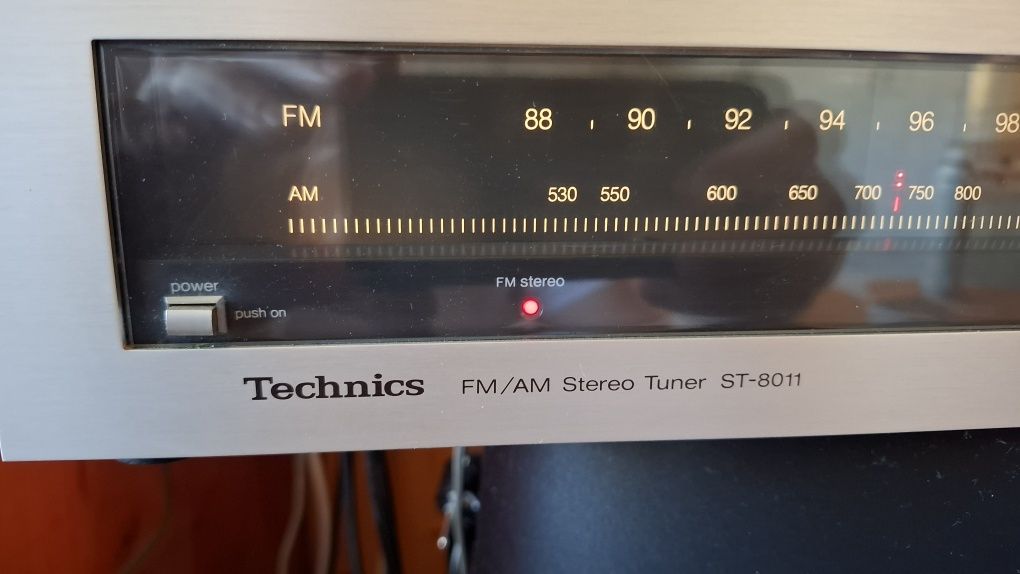 FM 88 90 92 94 96 98
AM 530 550 600 650 700 750 800
FM stereo
power
push on
Technics FM/AM Stereo Tuner ST-8011